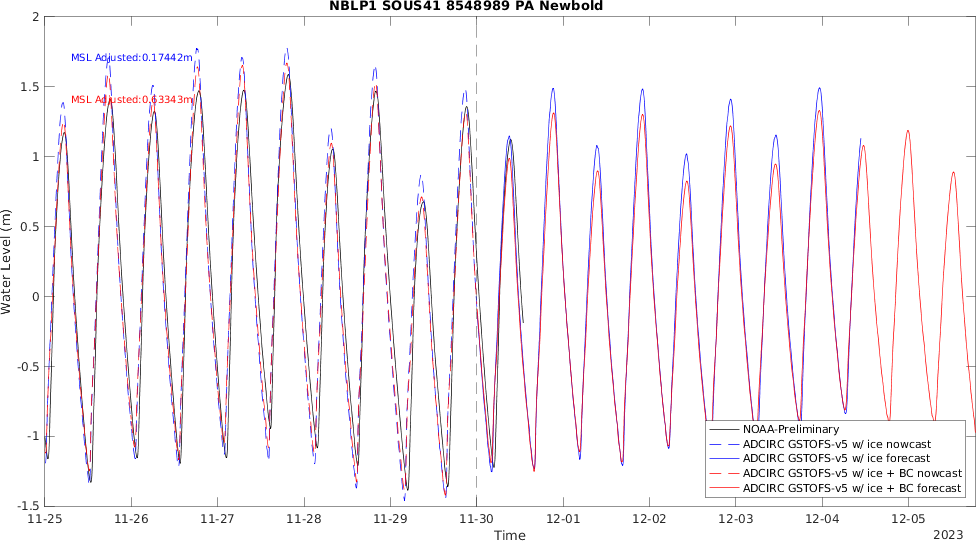 NBLP1 SOUS41 8548989 PA Newbold
2
1.5
1
0.5
0
-0.5
-1
-1.5
Water Level (m)
MSL Adjusted:0.17442m
MSL Adjusted:0.63343m
NOAA-Preliminary
ADCIRC GSTOFS-v5 w/ ice nowcast
ADCIRC GSTOFS-v5 w/ ice forecast
ADCIRC GSTOFS-v5 w/ ice + BC nowcast
ADCIRC GSTOFS-v5 w/ ice + BC forecast
11-25 11-26 11-27 11-28 11-29 11-30 12-01 12-02 12-03 12-04 12-05
Time
2023